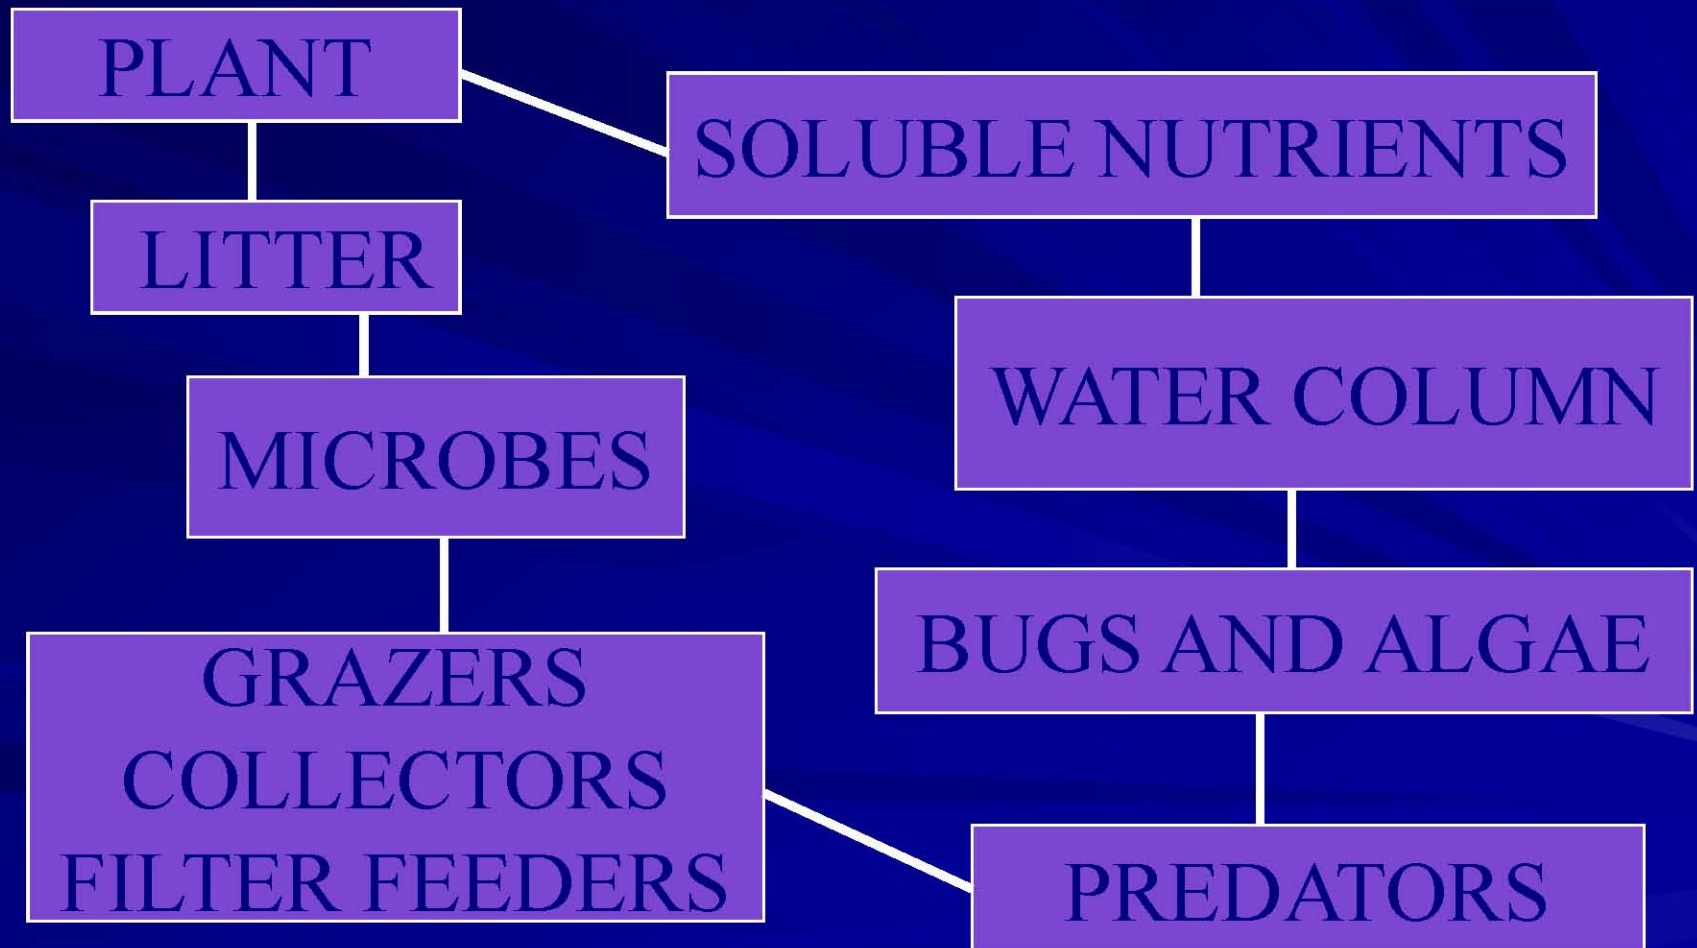 PLANT
SOLUBLE NUTRIENTS
LITTER
WATER COLUMN
MICROBES
BUGS AND ALGAE
GRAZERS
COLLECTORS
FILTER FEEDERS
PREDATORS